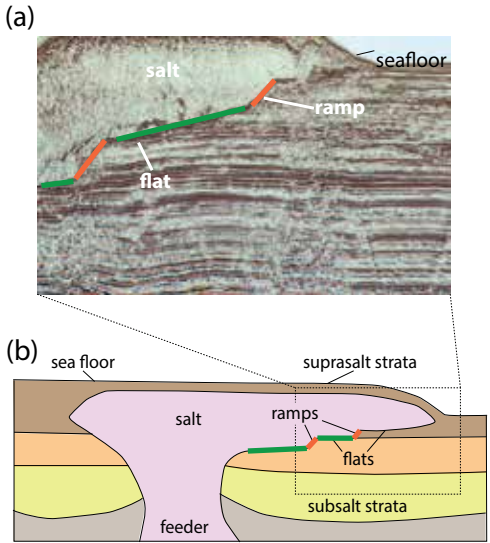 (a)
seafloor
salt
ramp
flat
(b)
sea floor
suprasalt strata
salt
ramps
flats
subsalt strata
feeder